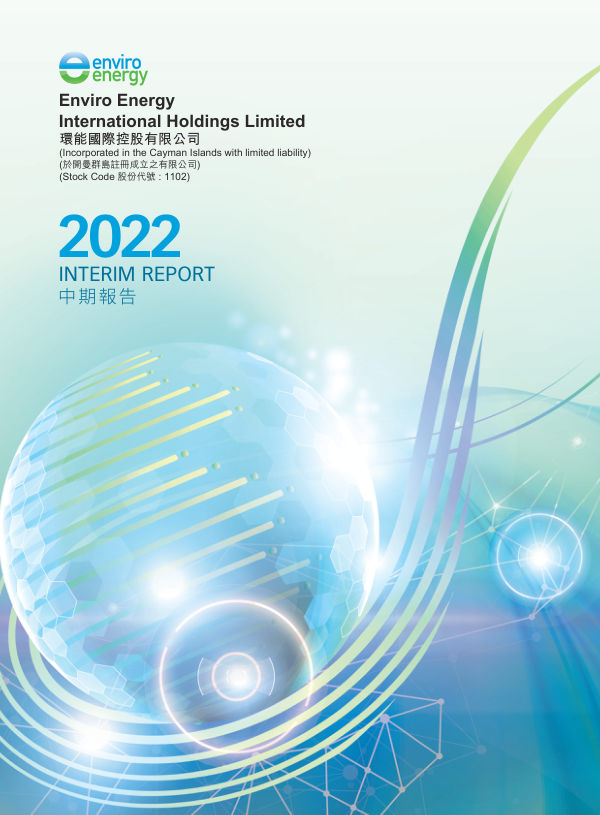 enviro
energy
Enviro Energy
International Holdings Limited
環能國際控股有限公司
(Incorporated in the Cayman Islands with limited liability)
(於開曼群島註冊成立之有限公司)
(Stock Code 股份代號 : 1102)
2022
INTERIM REPORT
中期報告